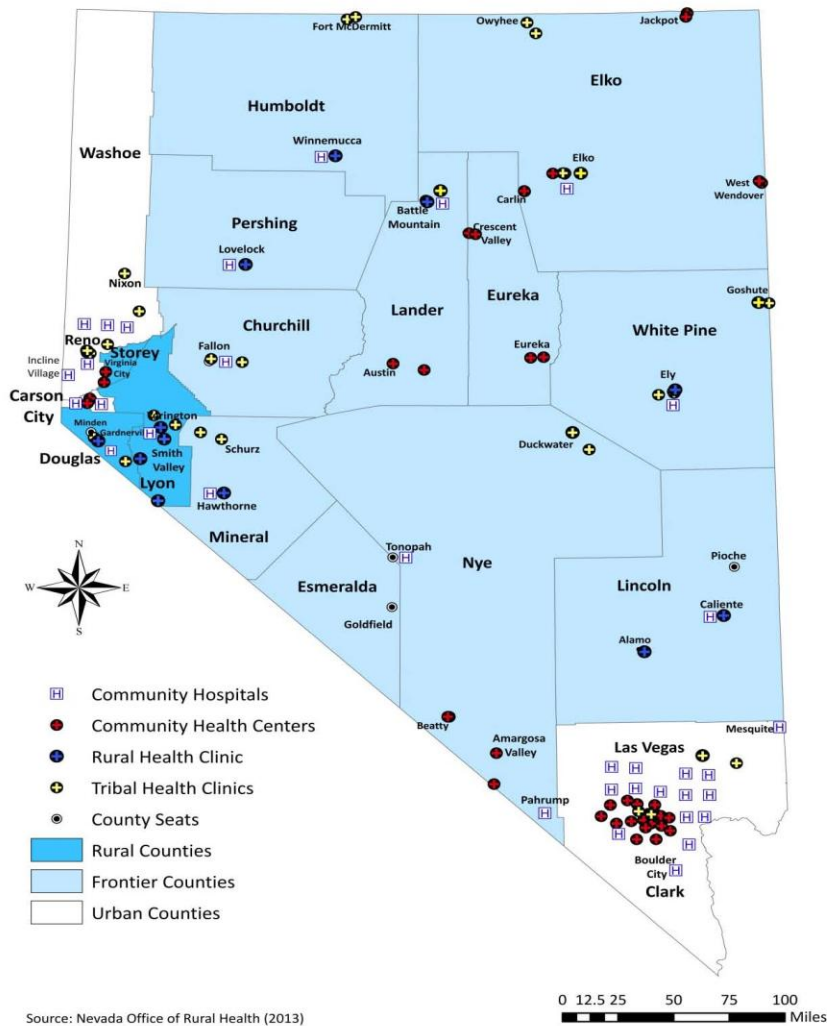 Fort McDermitt
Owyhee
Jackpot
Elko
Humboldt
Winnemucca
Washoe
Elko
Carlin
West
Wendover
Battle
Mountain
Crescent
Valley
Pershing
Lovelock
Nixon
Lander
Eureka
Goshute
White Pine
Churchill
Fallon
Reno
Storey
Virginia
City
Incline
Village
Austin
Eureka
Ely
Carson
City
Minden
Gardnerville
Douglas
Smith
Valley
Lyon
Schurz
Duckwater
Hawthorne
Mineral
Tonopah
Nye
Esmeralda
Goldfield
Pioche
Lincoln
Caliente
Alamo
N
W
E
S
Beatty
Amargosa
Valley
Pahrump
Mesquite
Las Vegas
Boulder
City
Clark
H Community Hospitals
Community Health Centers
Rural Health Clinic
Tribal Health Clinics
County Seats
Rural Counties
Frontier Counties
Urban Counties
Source: Nevada Office of Rural Health (2013)
0 12.5 25 50 75 100
Miles